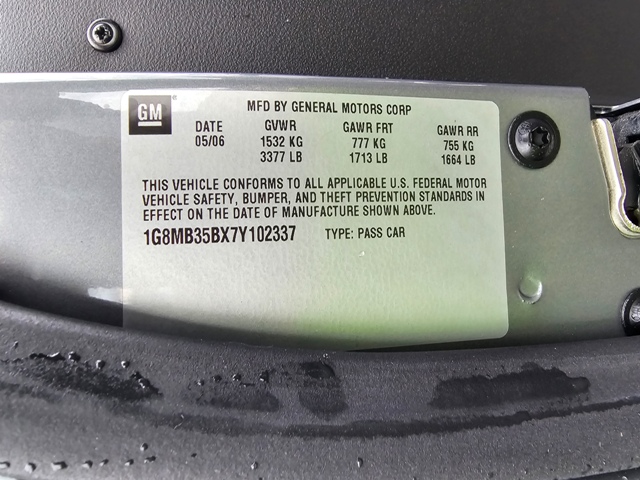 GM MFD BY GENERAL MOTORS CORP
DATE GVWR GAWR FRT GAWR RR
05/06 1532 KG 777 KG 755 KG
3377 LB 1713 LB 1664 LB
THIS VEHICLE CONFORMS TO ALL APPLICABLE U.S. FEDERAL MOTOR
VEHICLE SAFETY, BUMPER, AND THEFT PREVENTION STANDARDS IN
EFFECT ON THE DATE OF MANUFACTURE SHOWN ABOVE.
1G8MB35BX7Y102337 TYPE: PASS CAR